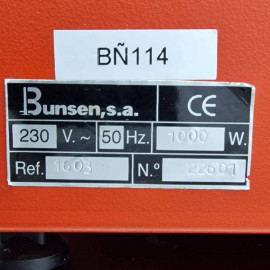 BÑ114
Bunsen, s.a. CE
230 V. ~ 50 Hz. 1000 W.
Ref. 1603 N.º 22601